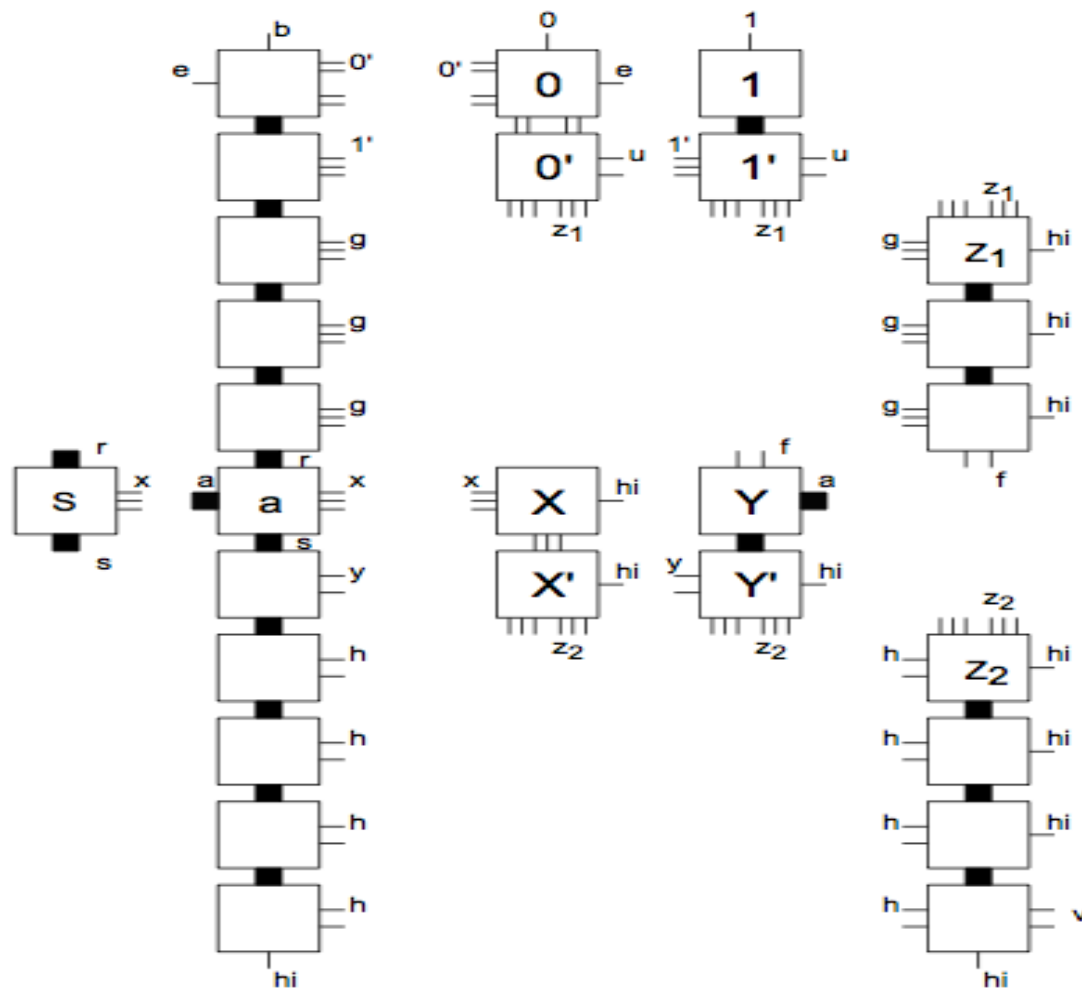 b 0 1
e 0' 0' 0 e 1
1' 0' u 1' 1' u
z1 z1 z1
g g Z1 hi
g g hi
g g hi
r r f f
S x a a x x X hi Y a
s s
y X' hi y Y' hi
z2 z2 z2
h h Z2 hi
h h hi
h h hi
h h
hi hi